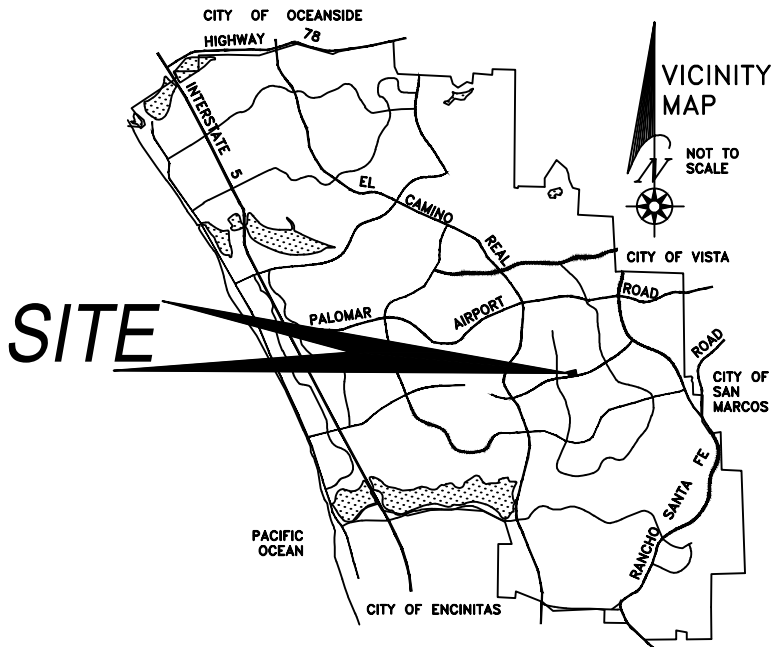 CITY OF OCEANSIDE
HIGHWAY 78
VICINITY
MAP
NOT TO
SCALE
N
INTERSTATE 5
EL CAMINO REAL
CITY OF VISTA
SITE
PALOMAR AIRPORT ROAD
ROAD
CITY OF
SAN
MARCOS
RANCHO SANTA FE
PACIFIC
OCEAN
CITY OF ENCINITAS